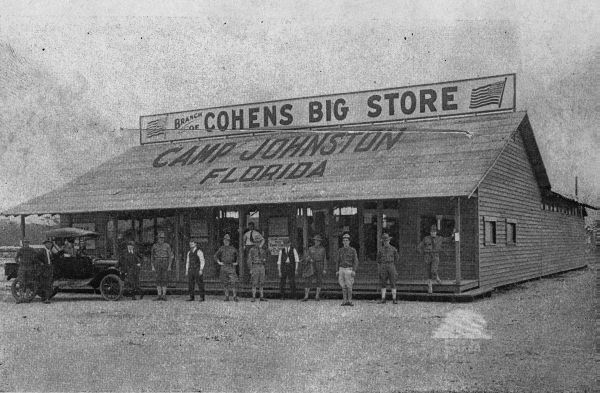 BRANCH OF COHENS BIG STORE
CAMP JOHNSTON
FLORIDA